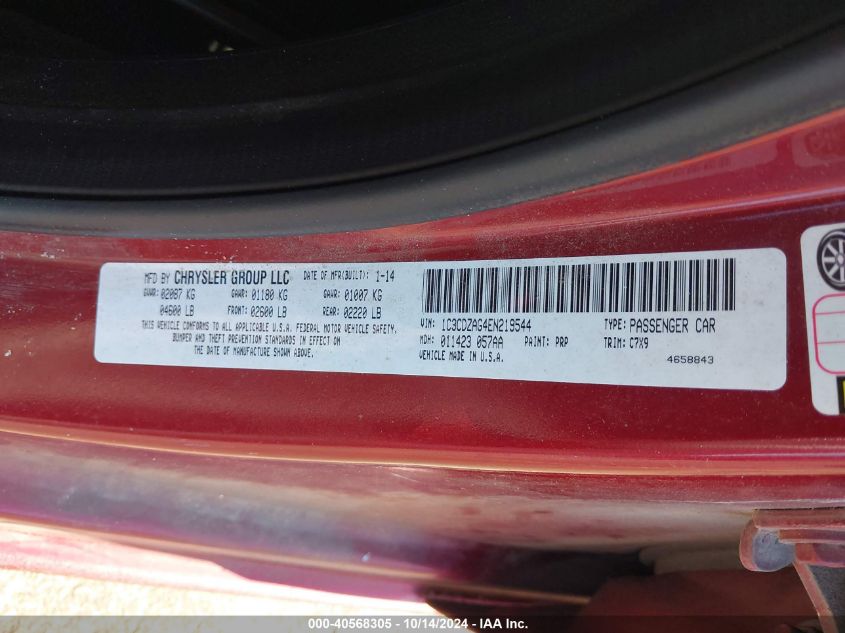 MFD BY CHRYSLER GROUP LLC DATE OF MFR(BUILT): 1-14
GVWR: 02087 KG GAWR: 01180 KG GAWR: 01007 KG
04600 LB FRONT: 02600 LB REAR: 02220 LB
THIS VEHICLE CONFORMS TO ALL APPLICABLE U.S.A. FEDERAL MOTOR VEHICLE SAFETY,
BUMPER AND THEFT PREVENTION STANDARDS IN EFFECT ON
THE DATE OF MANUFACTURE SHOWN ABOVE.
VIN: 1C3CDZAG4EN219544 TYPE: PASSENGER CAR
MDH: 011423 057AA PAINT: PRP TRIM: C7X9
VEHICLE MADE IN U.S.A. 4658843
000-40568305 - 10/14/2024 - IAA Inc.